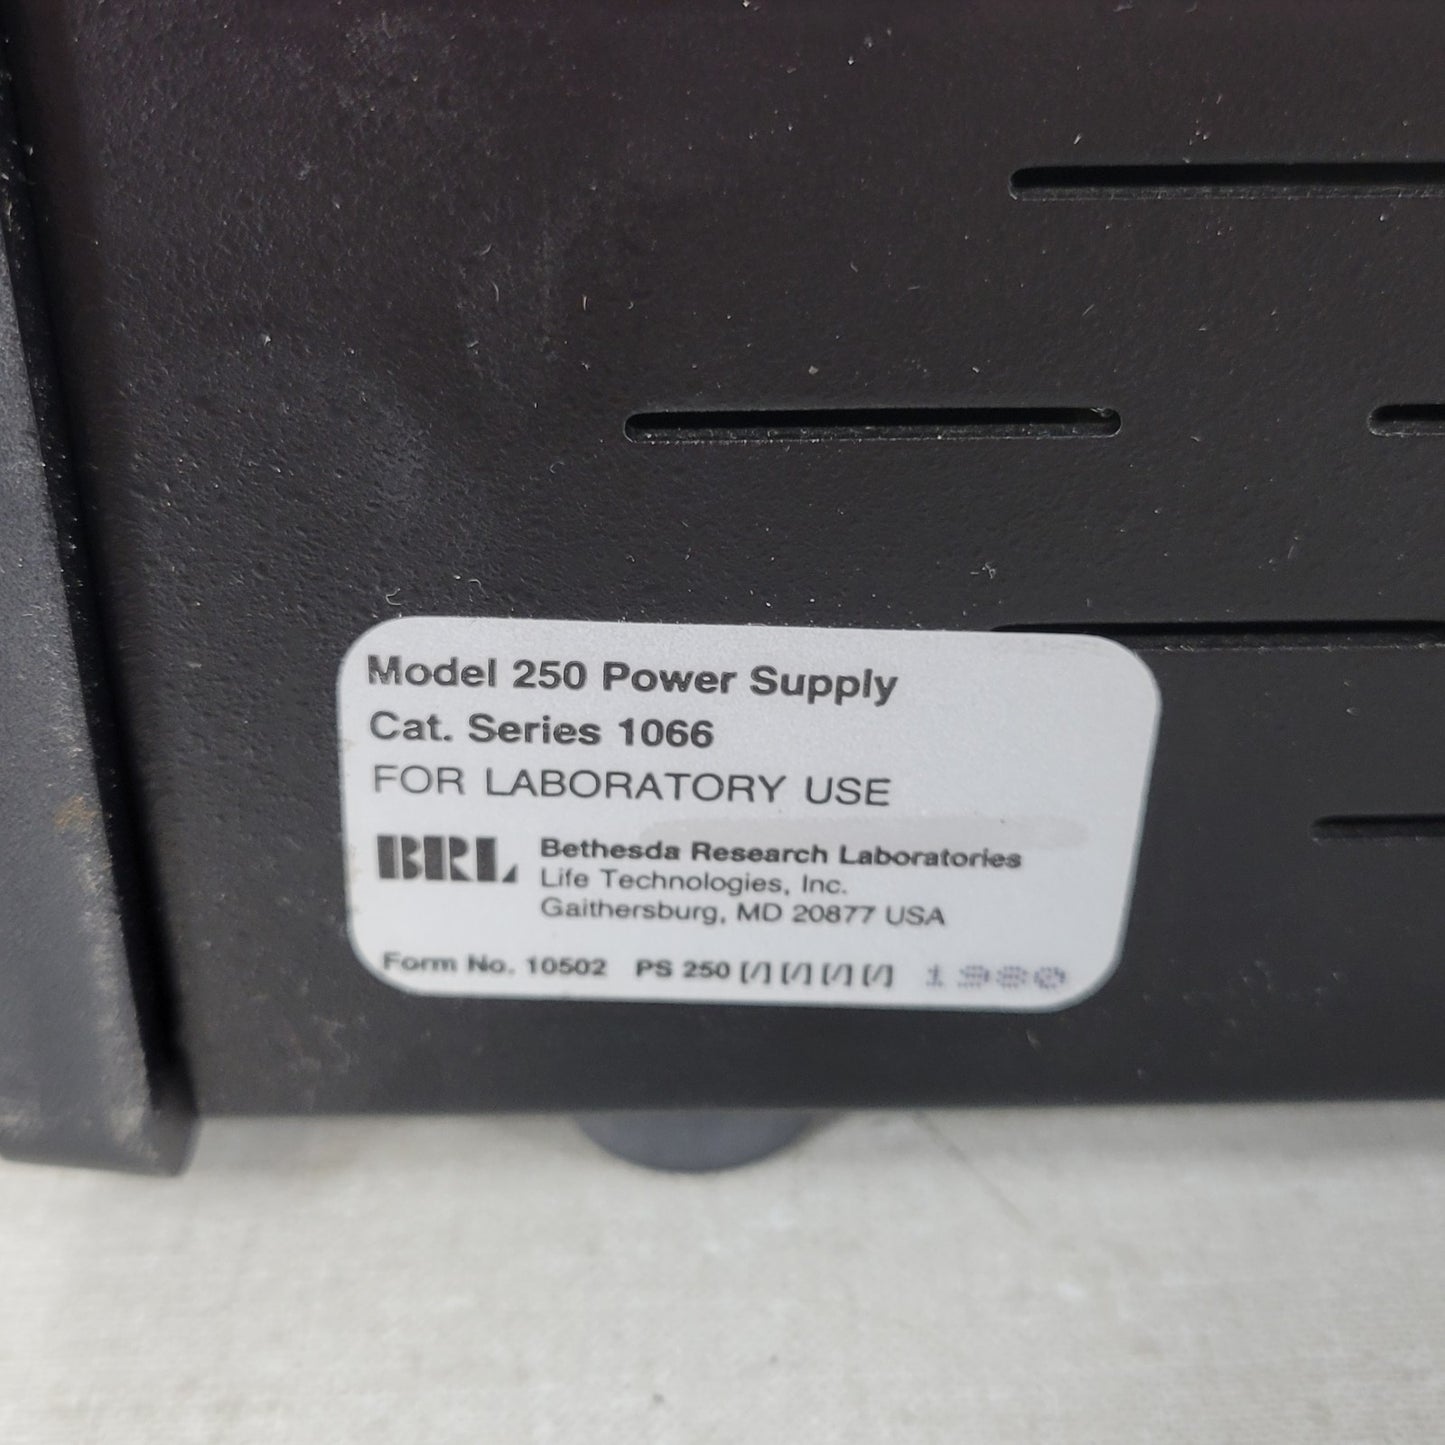 Model 250 Power Supply
Cat. Series 1066
FOR LABORATORY USE
BRL
Bethesda Research Laboratories
Life Technologies, Inc.
Gaithersburg, MD 20877 USA
Form No. 10502 PS 250 [/] [/] [/] [/]